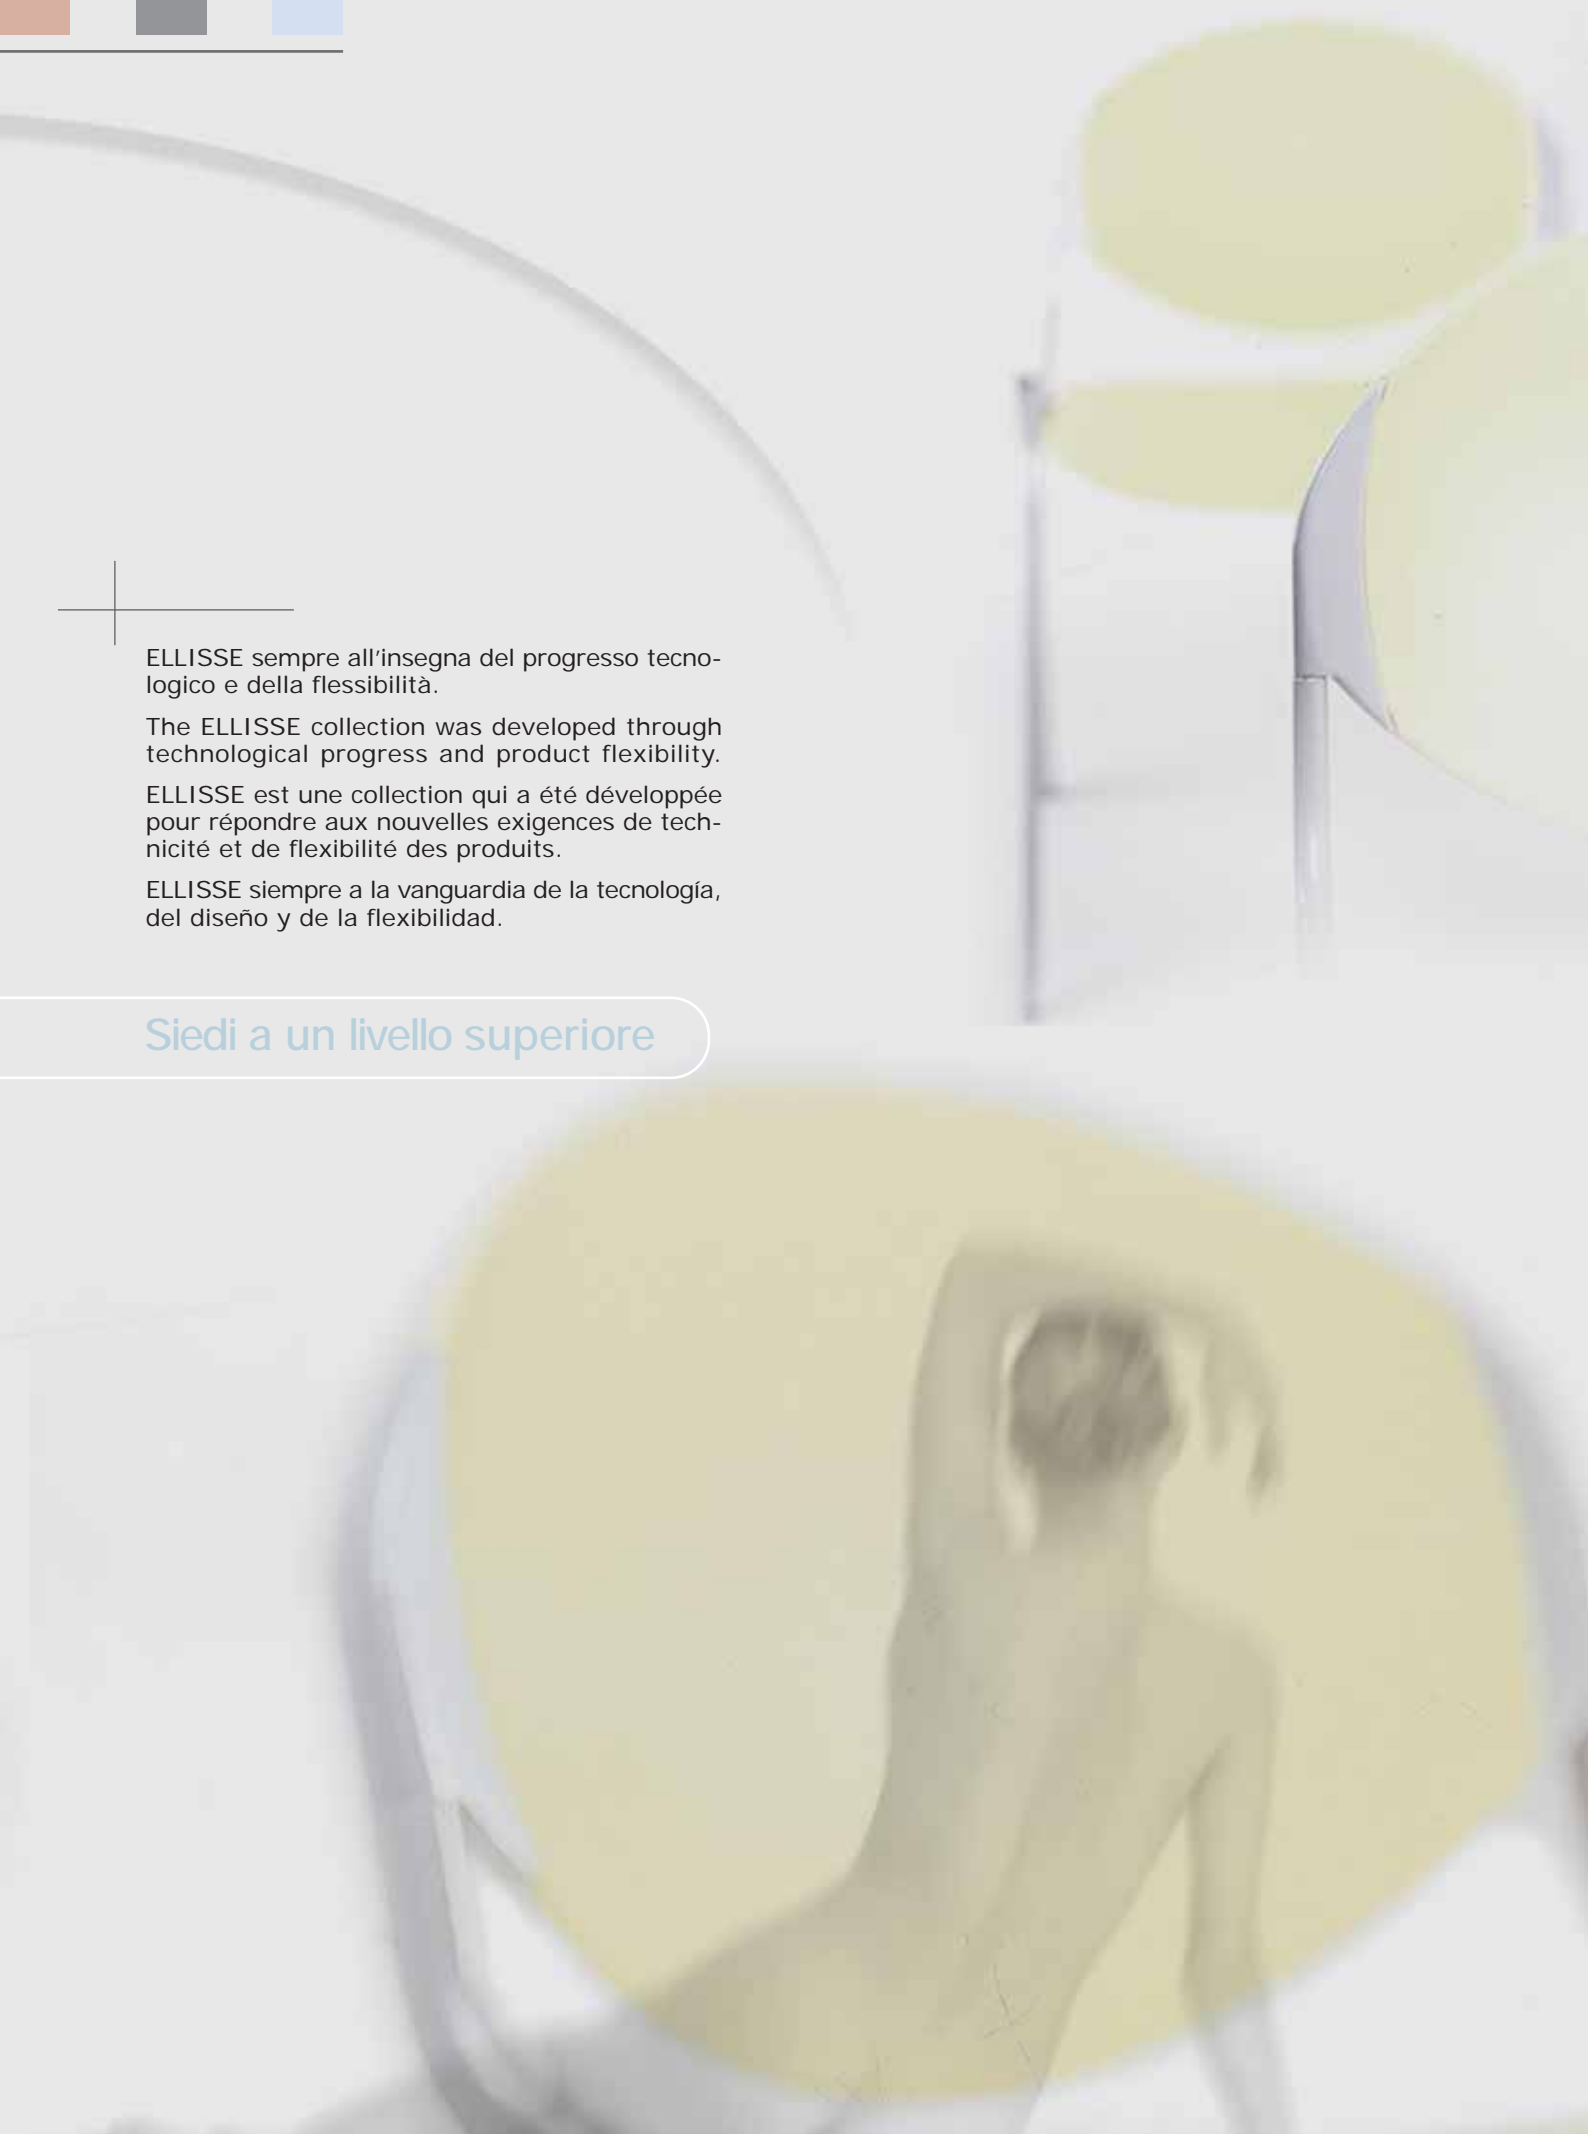 ELLISSE sempre all'insegna del progresso tecno-
logico e della flessibilità.
The ELLISSE collection was developed through
technological progress and product flexibility.
ELLISSE est une collection qui a été développée
pour répondre aux nouvelles exigences de tech-
nicité et de flexibilité des produits.
ELLISSE siempre a la vanguardia de la tecnología,
del diseño y de la flexibilidad.
Siedi a un livello superiore